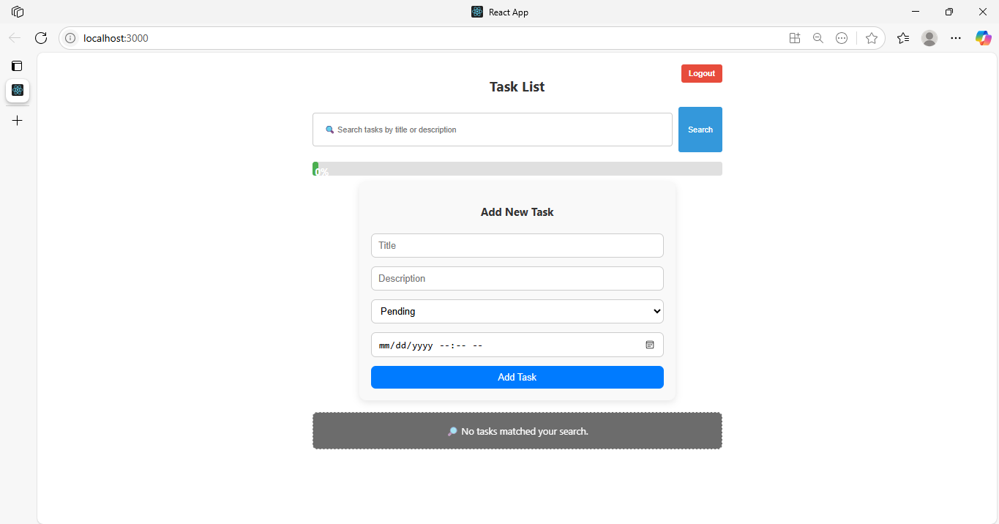 React App
localhost:3000
Logout
Task List
Search tasks by title or description
Search
0%
Add New Task
Title
Description
Pending
mm/dd/yyyy --:-- --
Add Task
No tasks matched your search.